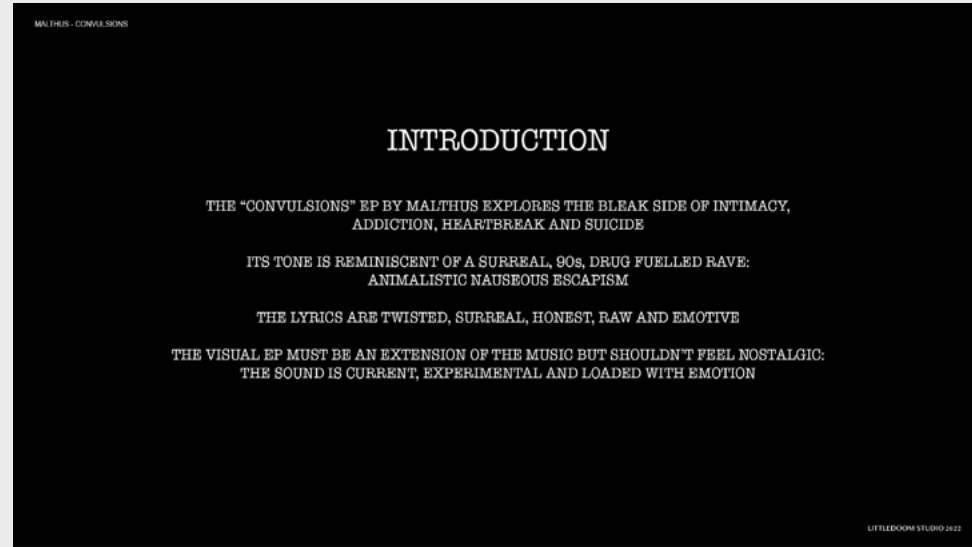 MALTHUS - CONVULSIONS
INTRODUCTION
THE “CONVULSIONS” EP BY MALTHUS EXPLORES THE BLEAK SIDE OF INTIMACY,
ADDICTION, HEARTBREAK AND SUICIDE
ITS TONE IS REMINISCENT OF A SURREAL, 90s, DRUG FUELLED RAVE:
ANIMALISTIC NAUSEOUS ESCAPISM
THE LYRICS ARE TWISTED, SURREAL, HONEST, RAW AND EMOTIVE
THE VISUAL EP MUST BE AN EXTENSION OF THE MUSIC BUT SHOULDN’T FEEL NOSTALGIC:
THE SOUND IS CURRENT, EXPERIMENTAL AND LOADED WITH EMOTION
LITTLEDOOM STUDIO 2022